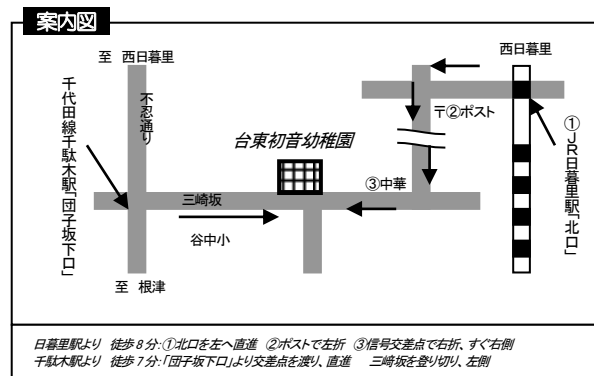 案内図
至 西日暮里
西日暮里
千代田線千駄木駅「団子坂下口」
不忍通り
〒②ポスト
①JR日暮里駅「北口」
台東初音幼稚園
三崎坂
③中華
谷中小
至 根津
日暮里駅より 徒歩8分:①北口を左へ直進 ②ポストで左折 ③信号交差点で右折、すぐ右側
千駄木駅より 徒歩7分:「団子坂下口」より交差点を渡り、直進 三崎坂を登り切り、左側